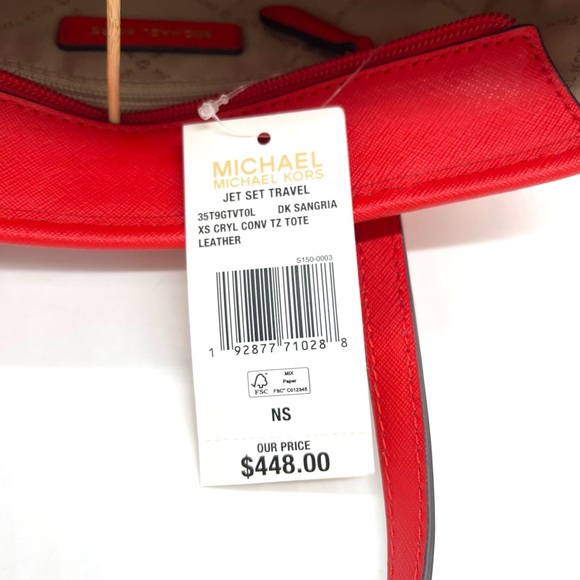 MICHAEL
MICHAEL KORS
JET SET TRAVEL
35T9GTVT0L DK SANGRIA
XS CRYL CONV TZ TOTE
LEATHER
S150-0003
1 92877 71028 8
MIX
Paper
FSC
FSC® C012345
NS
OUR PRICE
$448.00